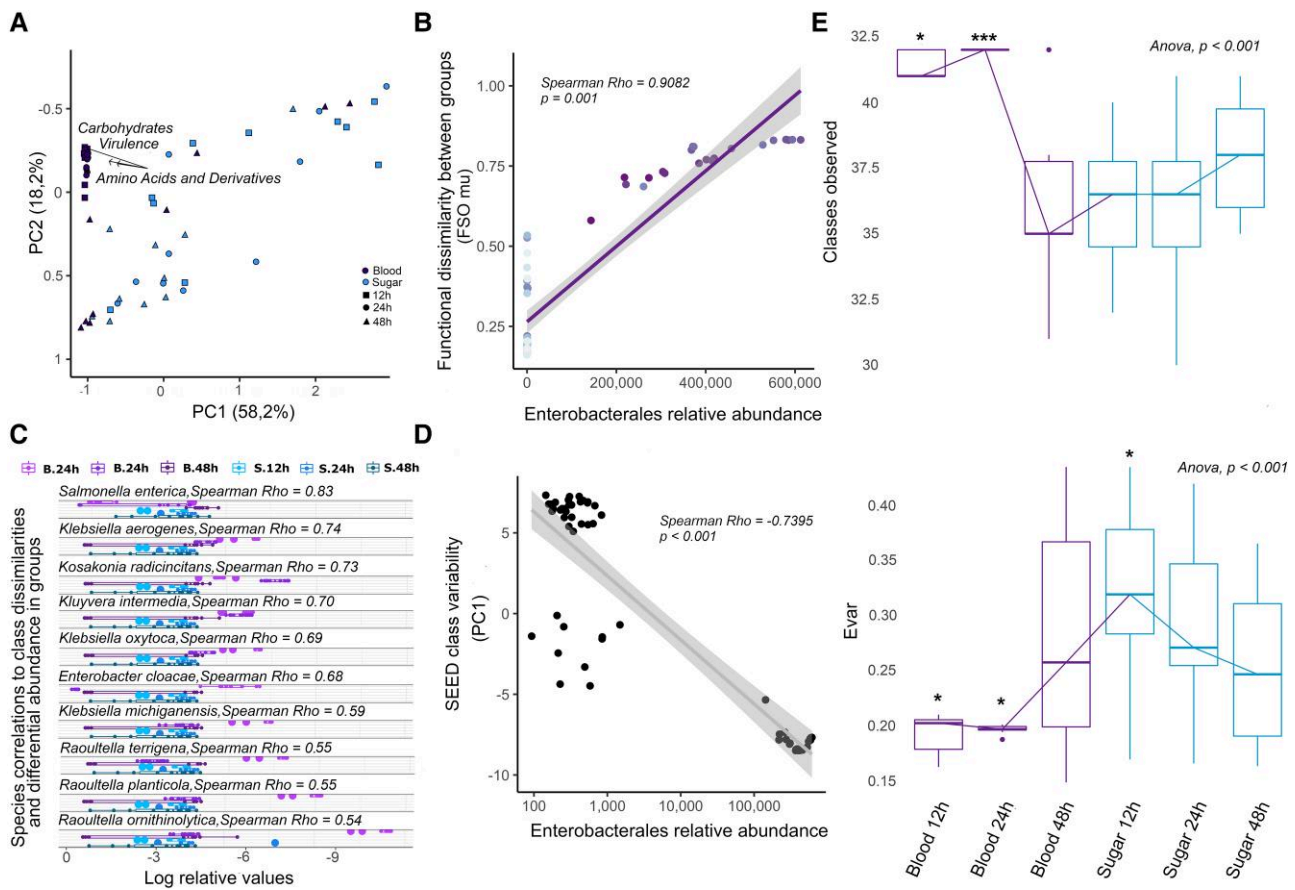 A
-0.5
0
0.5
1
PC2 (18,2%)
Carbohydrates
Virulence
Amino Acids and Derivatives
Blood
Sugar
12h
24h
48h
-1
0
1
2
PC1 (58,2%)
B
Functional dissimilarity between groups
(FSO mu)
1.00
0.75
0.50
0.25
Spearman Rho = 0.9082
p = 0.001
0
200,000
400,000
600,000
Enterobacterales relative abundance
C
B.24h B.24h B.48h S.12h S.24h S.48h
Species correlations to class dissimilarities
and differential abundance in groups
Salmonella enterica,Spearman Rho = 0.83
Klebsiella aerogenes,Spearman Rho = 0.74
Kosakonia radicincitans,Spearman Rho = 0.73
Kluyvera intermedia,Spearman Rho = 0.70
Klebsiella oxytoca,Spearman Rho = 0.69
Enterobacter cloacae,Spearman Rho = 0.68
Klebsiella michiganensis,Spearman Rho = 0.59
Raoultella terrigena,Spearman Rho = 0.55
Raoultella planticola,Spearman Rho = 0.55
Raoultella ornithinolytica,Spearman Rho = 0.54
0
-3
-6
-9
Log relative values
D
SEED class variability
(PC1)
5
0
-5
-10
Spearman Rho = -0.7395
p < 0.001
100
1,000
10,000
100,000
Enterobacterales relative abundance
E
Classes observed
32.5
40
37.5
35
32.5
30
*
***
Anova, p < 0.001
Evar
0.40
0.35
0.30
0.25
0.20
0.15
*
*
*
Anova, p < 0.001
Blood 12h
Blood 24h
Blood 48h
Sugar 12h
Sugar 24h
Sugar 48h